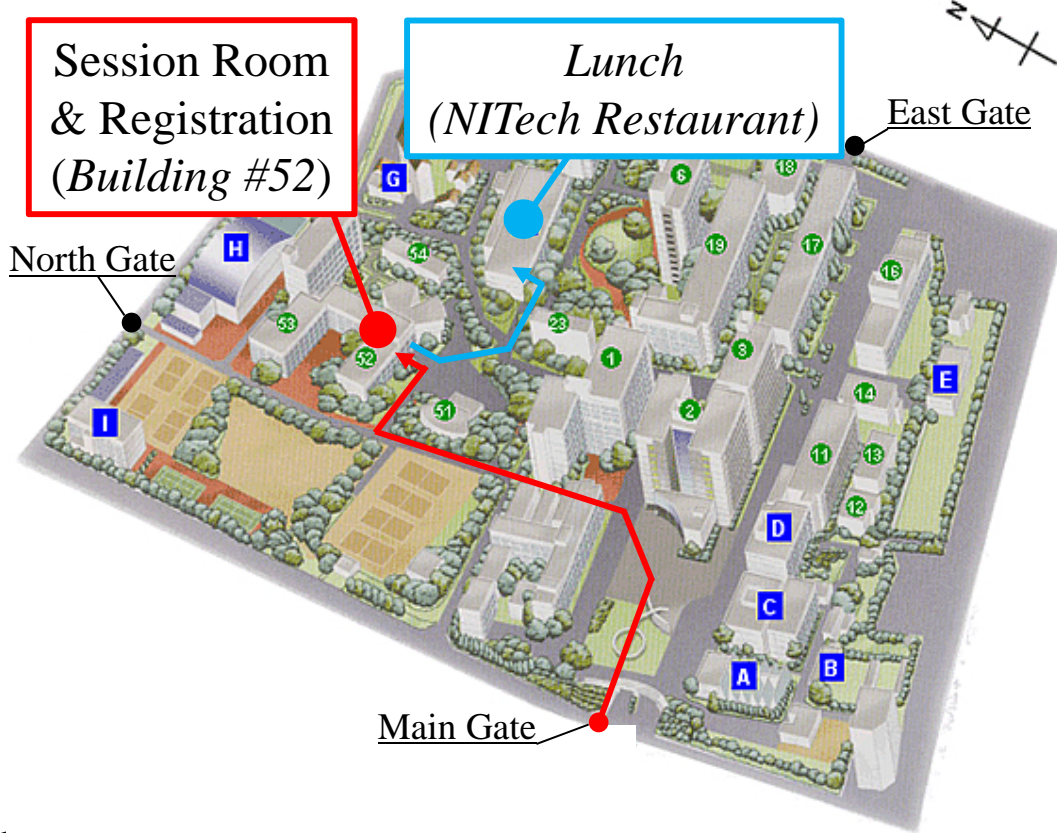 Z
Session Room
& Registration
(Building #52)
Lunch
(NITech Restaurant)
East Gate
G
6
18
H
54
19
17
16
North Gate
53
52
23
1
3
E
I
51
2
14
11
13
12
D
C
A
B
Main Gate